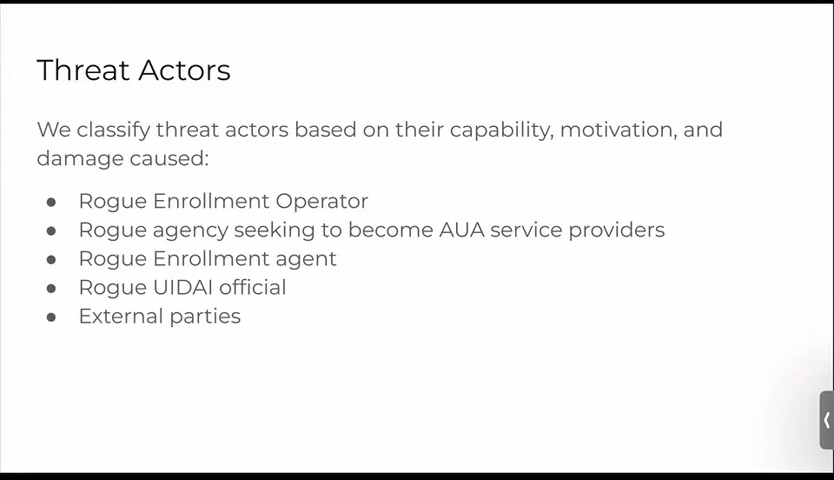 Threat Actors
We classify threat actors based on their capability, motivation, and
damage caused:
● Rogue Enrollment Operator
● Rogue agency seeking to become AUA service providers
● Rogue Enrollment agent
● Rogue UIDAI official
● External parties